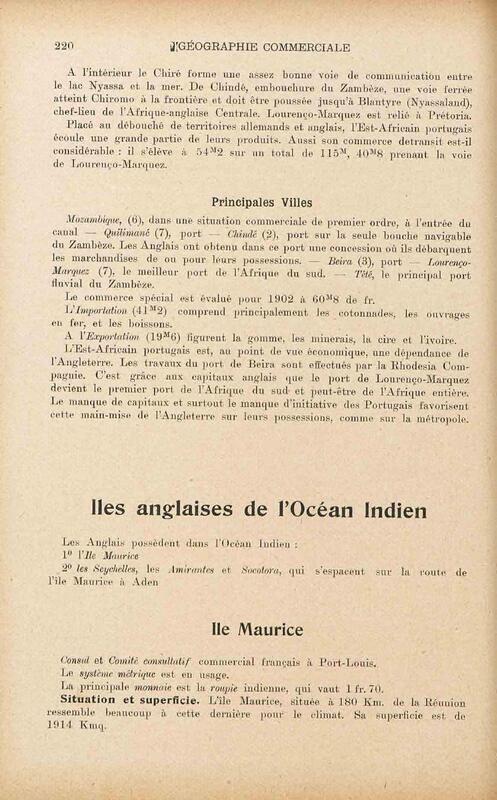 220 GÉOGRAPHIE COMMERCIALE
A l'intérieur le Chiré forme une assez bonne voie de communication entre
le lac Nyassa et la mer. De Chindé, embouchure du Zambèze, une voie ferrée
atteint Chiromo à la frontière et doit être poussée jusqu'à Blantyre (Nyassaland),
chef-lieu de l'Afrique-anglaise Centrale. Lourenço-Marquez est relié à Prétoria.
Placé au débouché de territoires allemands et anglais, l'Est-Africain portugais
écoule une grande partie de leurs produits. Aussi son commerce detransit est-il
considérable : il s'élève à 54ᴹ2 sur un total de 115ᴹ, 40ᴹ8 prenant la voie
de Lourenço-Marquez.
Principales Villes
Mozambique, (6), dans une situation commerciale de premier ordre, à l'entrée du
canal — Quilimané (7), port — Chindé (2), port sur la seule bouche navigable
du Zambèze. Les Anglais ont obtenu dans ce port une concession où ils débarquent
les marchandises de ou pour leurs possessions. — Beira (3), port — Lourenço-
Marquez (7), le meilleur port de l'Afrique du sud. — Tété, le principal port
fluvial du Zambèze.
Le commerce spécial est évalué pour 1902 à 60ᴹ8 de fr.
L'Importation (41ᴹ2) comprend principalement les cotonnades, les ouvrages
en fer, et les boissons.
A l'Exportation (19ᴹ6) figurent la gomme, les minerais, la cire et l'ivoire.
L'Est-Africain portugais est, au point de vue économique, une dépendance de
l'Angleterre. Les travaux du port de Beira sont effectués par la Rhodesia Com-
pagnie. C'est grâce aux capitaux anglais que le port de Lourenço-Marquez
devient le premier port de l'Afrique du sud et peut-être de l'Afrique entière.
Le manque de capitaux et surtout le manque d'initiative des Portugais favorisent
cette main-mise de l'Angleterre sur leurs possessions, comme sur la métropole.
Iles anglaises de l'Océan Indien
Les Anglais possèdent dans l'Océan Indien :
1º l'Ile Maurice
2º les Seychelles, les Amirantes et Socotora, qui s'espacent sur la route de
l'île Maurice à Aden
Ile Maurice
Consul et Comité consultatif commercial français à Port-Louis.
Le système métrique est en usage.
La principale monnaie est la roupie indienne, qui vaut 1 fr. 70.
Situation et superficie. L'île Maurice, située à 180 Km. de la Réunion
ressemble beaucoup à cette dernière pour le climat. Sa superficie est de
1914 Kmq.